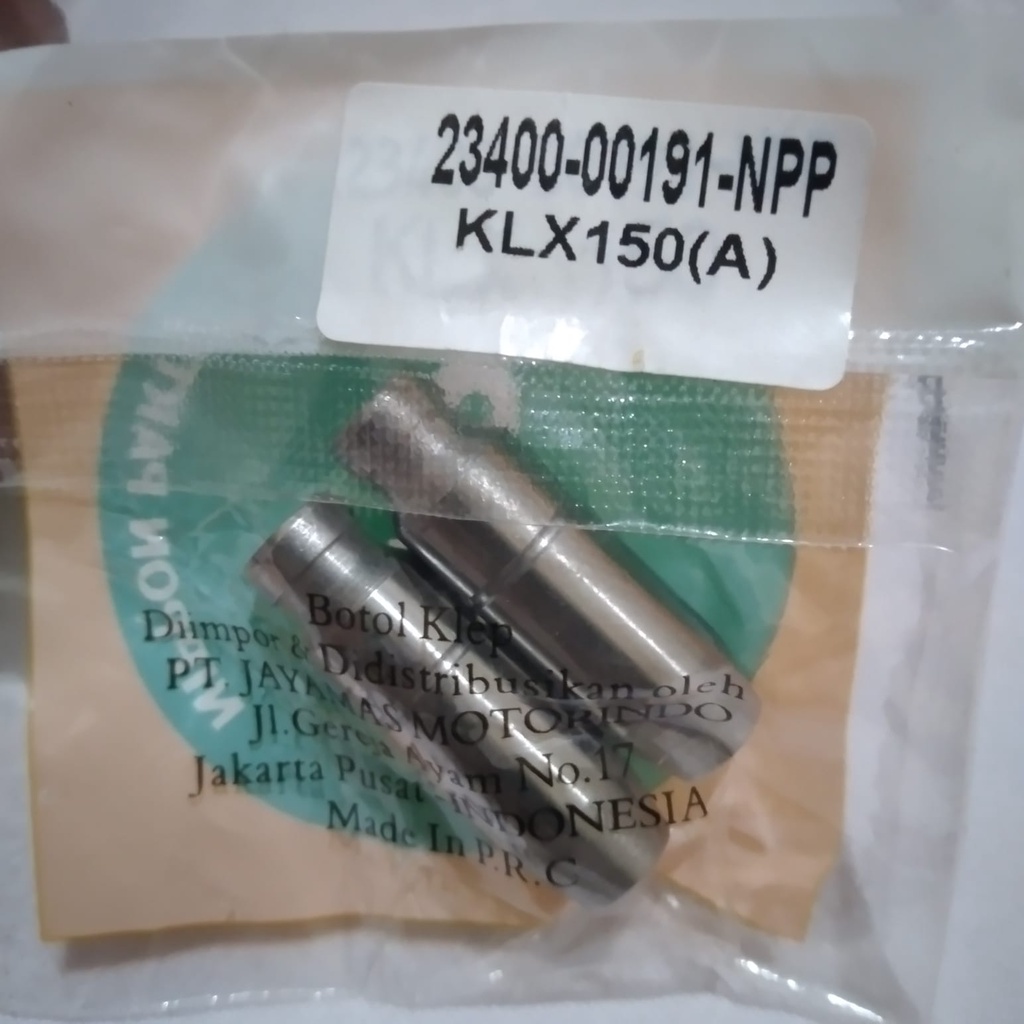 23400-00191-NPP
KLX150(A)
Botol Klep
Diimpor & Didistribusikan oleh
PT. JAYAMAS MOTORINDO
Jl.Gereja Ayam No.17
Jakarta Pusat -INDONESIA
Made In P.R.C